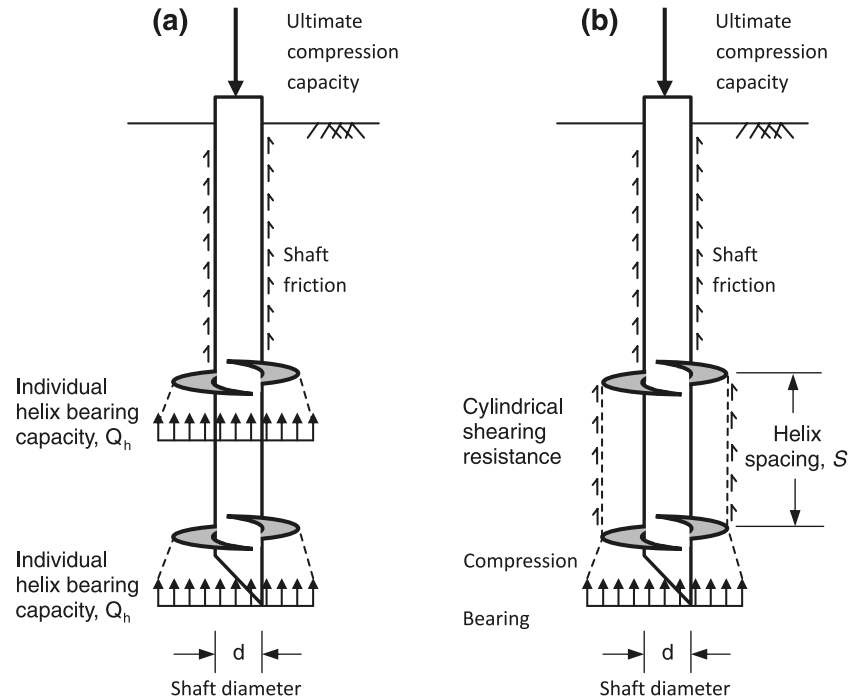 (a)
Ultimate
compression
capacity
Shaft
friction
Individual
helix bearing
capacity, Qh
Individual
helix bearing
capacity, Qh
d
Shaft diameter
(b)
Ultimate
compression
capacity
Shaft
friction
Cylindrical
shearing
resistance
Helix
spacing, S
Compression
Bearing
d
Shaft diameter